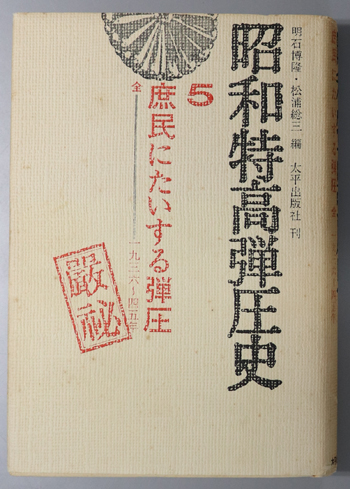 明石博隆・松浦総三 編 太平出版社 刊
昭和特高弾圧史
5
庶民にたいする弾圧
全
一九三六〜四五年
厳秘